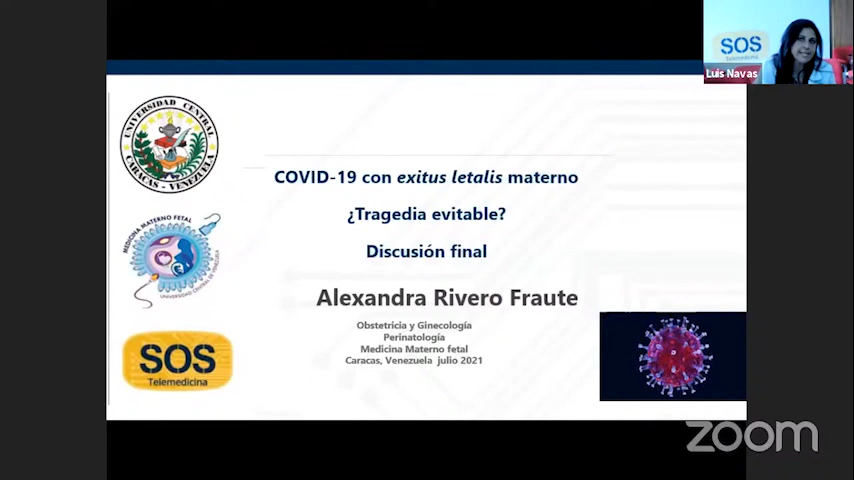 SOS
Telemedicina
Luis Navas
UNIVERSIDAD CENTRAL
CARACAS - VENEZUELA
COVID-19 con exitus letalis materno
¿Tragedia evitable?
Discusión final
MEDICINA MATERNO FETAL
UNIVERSIDAD CENTRAL DE VENEZUELA
Alexandra Rivero Fraute
Obstetricia y Ginecología
Perinatología
Medicina Materno fetal
Caracas, Venezuela julio 2021
SOS
Telemedicina
zoom